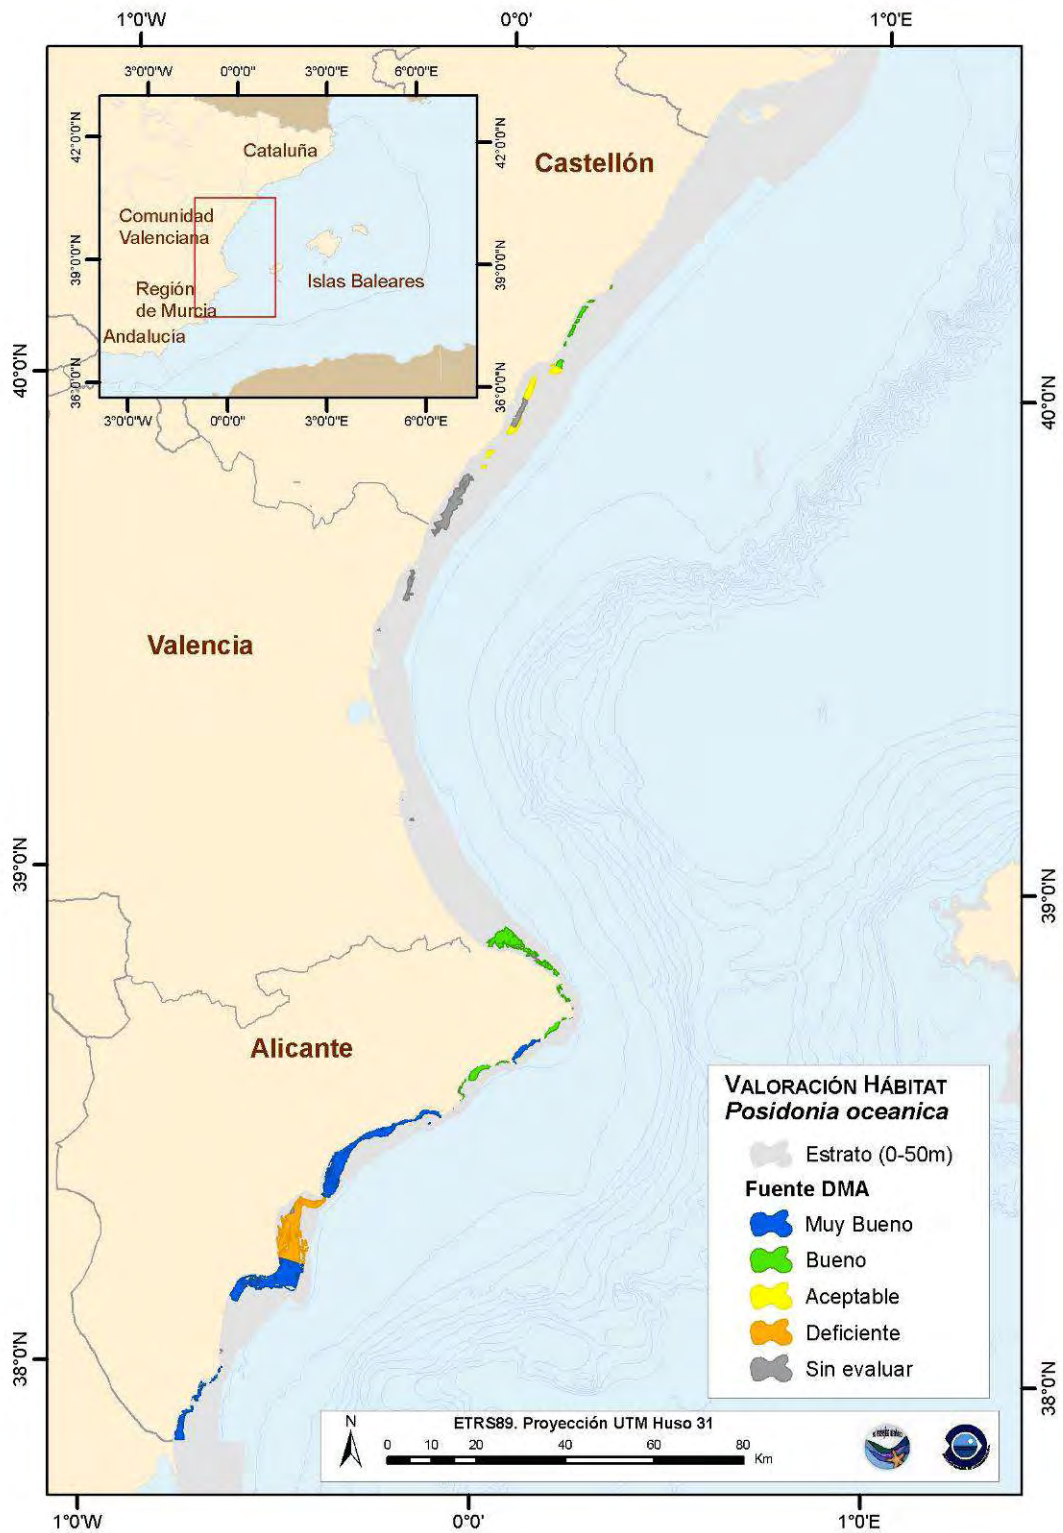 1°0'W
0°0'
1°0'E
3°0'0"W
0°0'0"
3°0'0"E
6°0'0"E
42°0'0"N
42°0'0"N
Cataluña
Comunidad
Valenciana
39°0'0"N
39°0'0"N
Región
de Murcia
Islas Baleares
Andalucía
36°0'0"N
36°0'0"N
3°0'0"W
0°0'0"
3°0'0"E
6°0'0"E
Castellón
40°0'N
40°0'N
Valencia
39°0'N
39°0'N
Alicante
VALORACIÓN HÁBITAT
Posidonia oceanica
Estrato (0-50m)
Fuente DMA
Muy Bueno
Bueno
Aceptable
Deficiente
Sin evaluar
38°0'N
38°0'N
N
ETRS89. Proyección UTM Huso 31
0 10 20 40 60 80
Km
1°0'W
0°0'
1°0'E